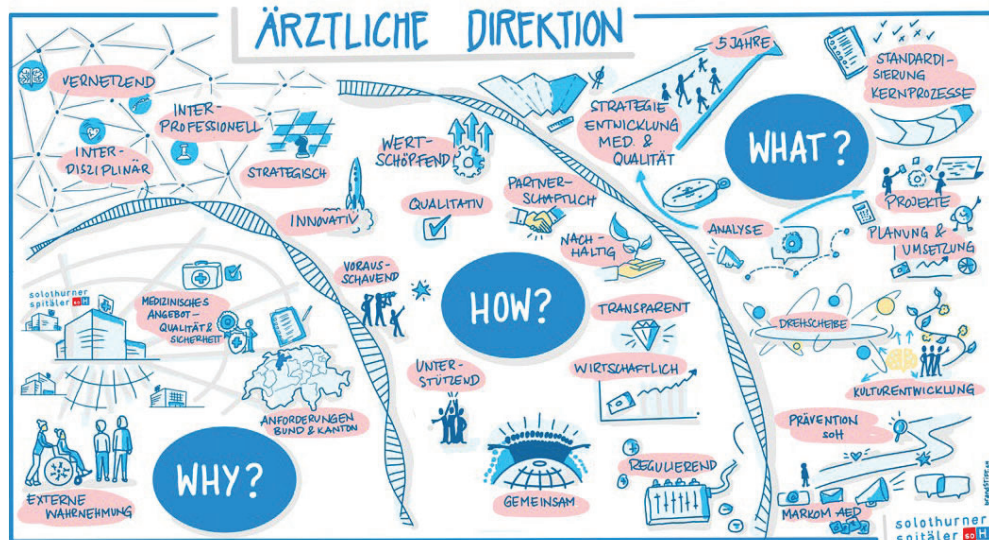 ÄRZTLICHE DIREKTION
VERNETZEND
INTER-
PROFESSIONELL
INTER-
DISZIPLINÄR
STRATEGISCH
INNOVATIV
WERT-
SCHÖPFEND
QUALITATIV
PARTNER-
SCHAFTLICH
NACH-
HALTIG
VORAUS-
SCHAUEND
HOW?
TRANSPARENT
WIRTSCHAFTLICH
UNTER-
STÜTZEND
GEMEINSAM
REGULIEREND
solothurner
spitäler soH
MEDIZINISCHES
ANGEBOT-
QUALITÄT &
SICHERHEIT
ANFORDERUNGEN
BUND & KANTON
WHY?
EXTERNE
WAHRNEHMUNG
5 JAHRE
STRATEGIE
ENTWICKLUNG
MED. &
QUALITÄT
WHAT?
STANDARDI-
SIERUNG
KERNPROZESSE
ANALYSE
PROJEKTE
PLANUNG &
UMSETZUNG
DREHSCHEIBE
KULTURENTWICKLUNG
PRÄVENTION
soH
MARKOM AED
solothurner
spitäler soH